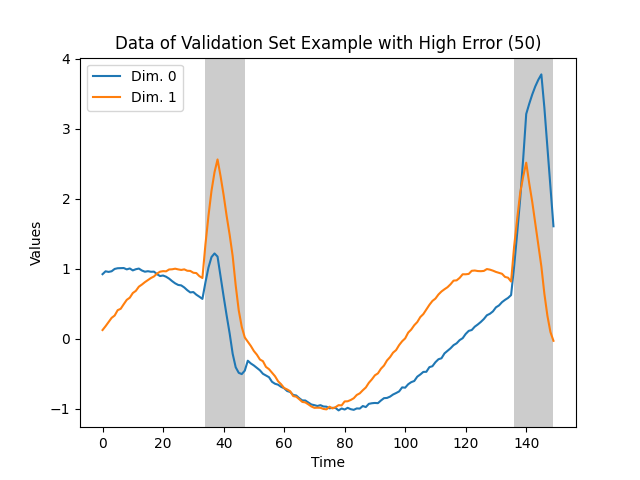 Data of Validation Set Example with High Error (50)
Dim. 0
Dim. 1
4
3
2
1
0
−1
Values
0 20 40 60 80 100 120 140
Time